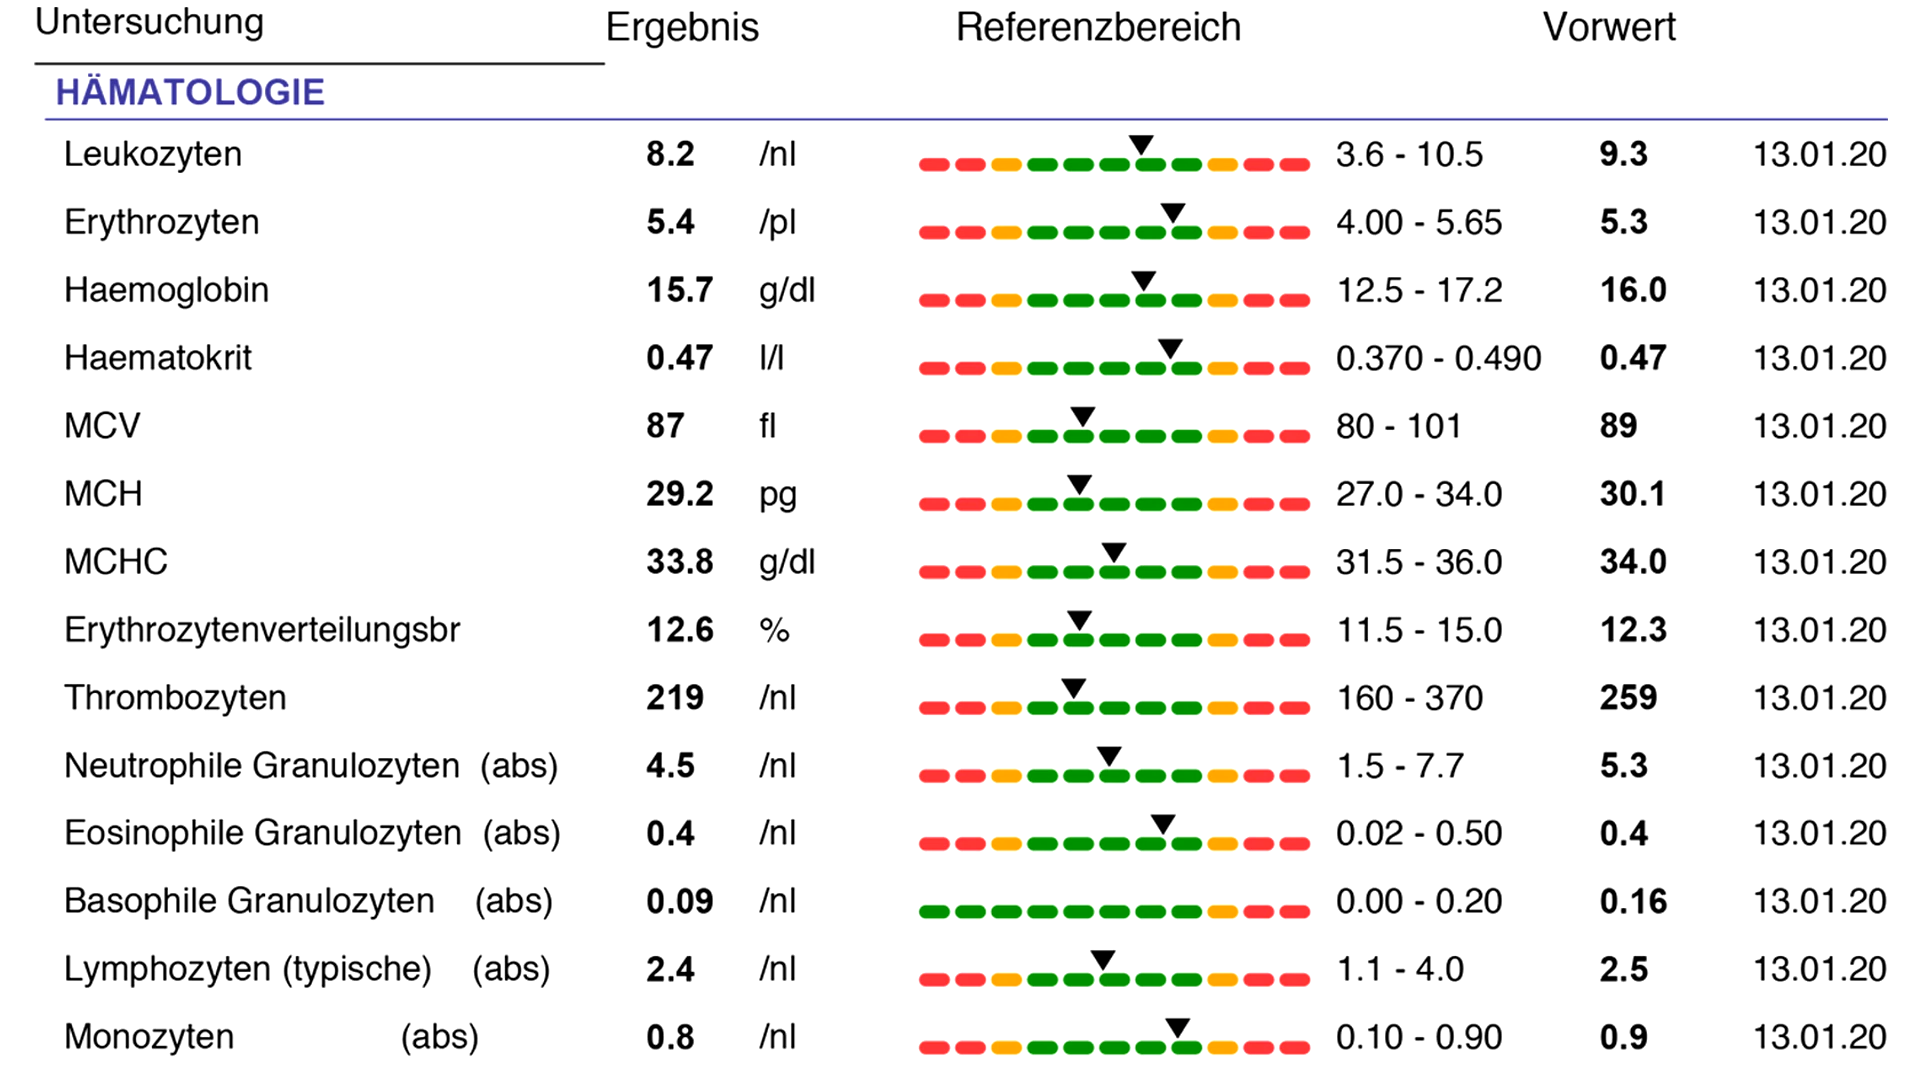 Untersuchung Ergebnis Referenzbereich Vorwert
HÄMATOLOGIE
Leukozyten 8.2 /nl 3.6 - 10.5 9.3 13.01.20
Erythrozyten 5.4 /pl 4.00 - 5.65 5.3 13.01.20
Haemoglobin 15.7 g/dl 12.5 - 17.2 16.0 13.01.20
Haematokrit 0.47 l/l 0.370 - 0.490 0.47 13.01.20
MCV 87 fl 80 - 101 89 13.01.20
MCH 29.2 pg 27.0 - 34.0 30.1 13.01.20
MCHC 33.8 g/dl 31.5 - 36.0 34.0 13.01.20
Erythrozytenverteilungsbr 12.6 % 11.5 - 15.0 12.3 13.01.20
Thrombozyten 219 /nl 160 - 370 259 13.01.20
Neutrophile Granulozyten (abs) 4.5 /nl 1.5 - 7.7 5.3 13.01.20
Eosinophile Granulozyten (abs) 0.4 /nl 0.02 - 0.50 0.4 13.01.20
Basophile Granulozyten (abs) 0.09 /nl 0.00 - 0.20 0.16 13.01.20
Lymphozyten (typische) (abs) 2.4 /nl 1.1 - 4.0 2.5 13.01.20
Monozyten (abs) 0.8 /nl 0.10 - 0.90 0.9 13.01.20